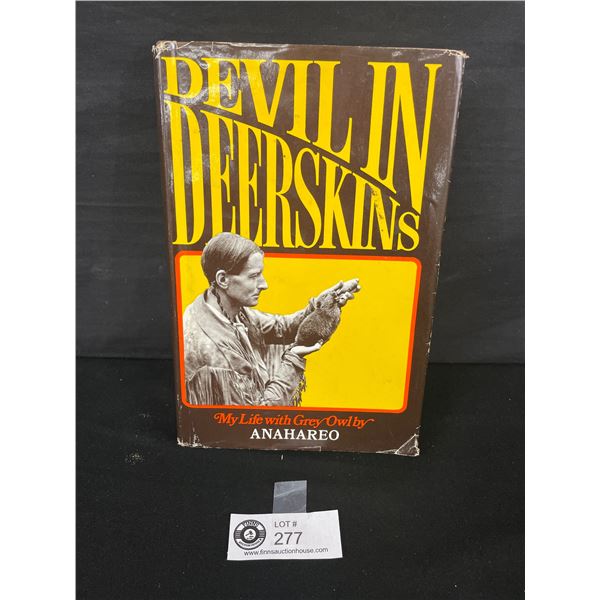 DEVIL IN
DEERSKINS
My Life with Grey Owl by
ANAHAREO
LOT #
277
www.finnsauctionhouse.com